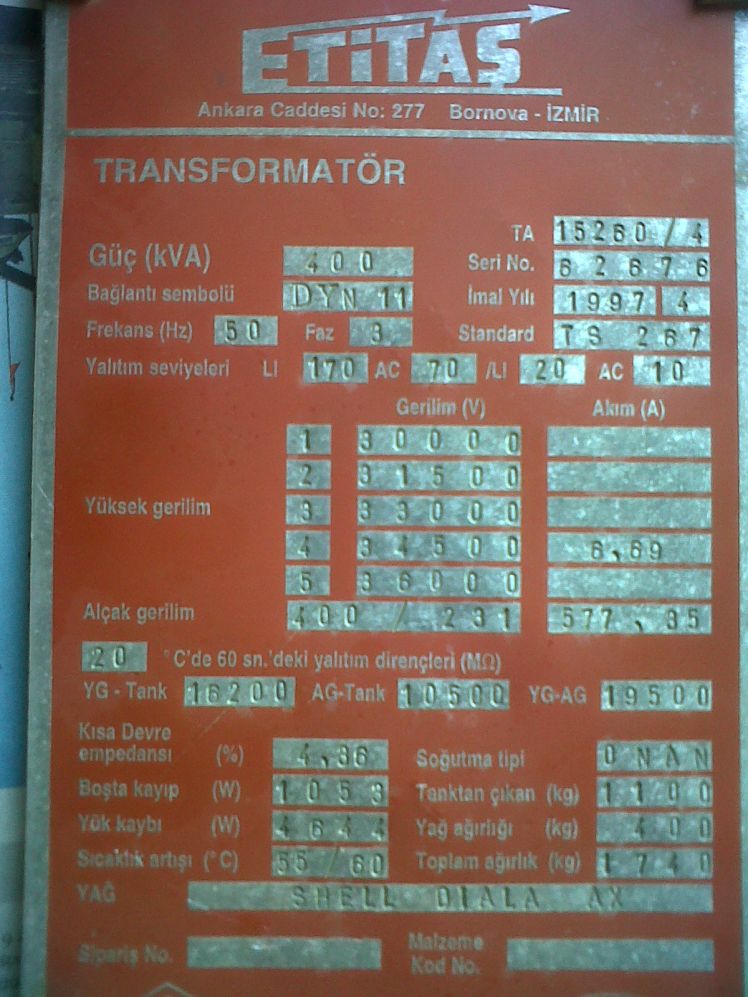 ETİTAŞ
Ankara Caddesi No: 277 Bornova - İZMİR
TRANSFORMATÖR
TA 15260/4
Güç (kVA) 400 Seri No. 62676
Bağlantı sembolü DYN 11 İmal Yılı 1997 4
Frekans (Hz) 50 Faz 3 Standard TS 267
Yalıtım seviyeleri LI 170 AC 70 /LI 20 AC 10
Gerilim (V) Akım (A)
1 30000
2 31500
Yüksek gerilim 3 33000
4 34500 6,69
5 36000
Alçak gerilim 400 / 231 577,35
20 °C'de 60 sn.'deki yalıtım dirençleri (MΩ)
YG - Tank 16200 AG-Tank 10500 YG-AG 19500
Kısa Devre
empedansı (%) 4,36 Soğutma tipi ONAN
Boşta kayıp (W) 1053 Tanktan çıkan (kg) 1100
Yük kaybı (W) 4644 Yağ ağırlığı (kg) 400
Sıcaklık artışı (°C) 55/60 Toplam ağırlık (kg) 1740
YAĞ SHELL DIALA AX
Sipariş No. Malzeme
Kod No.